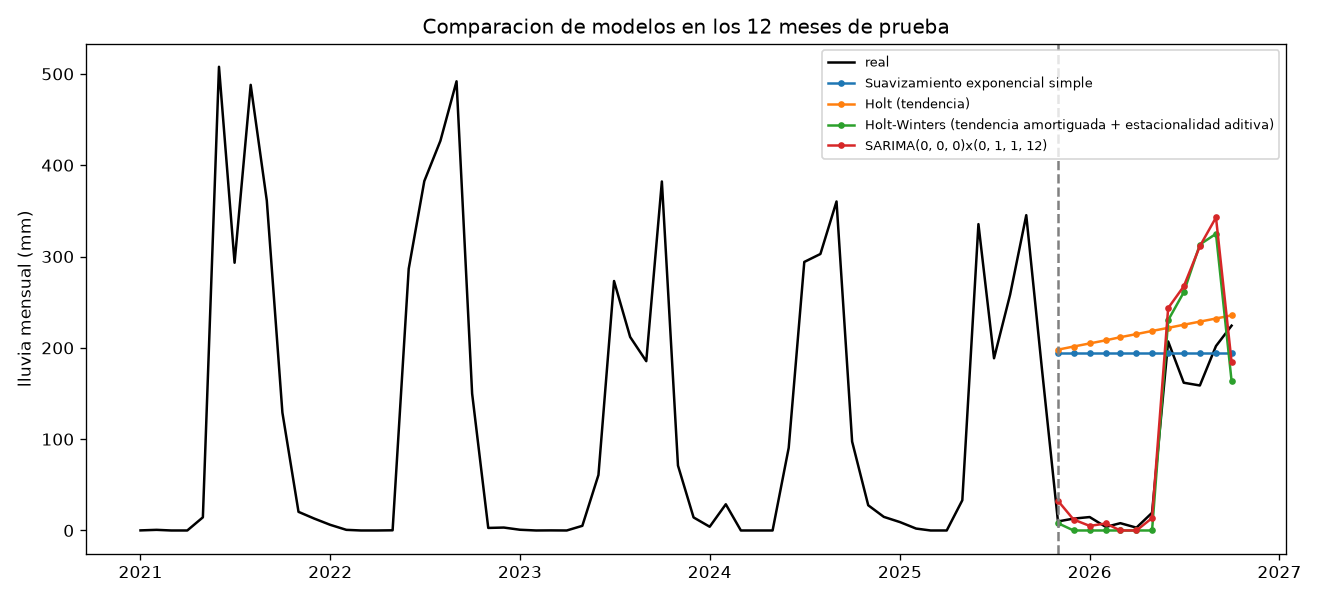 Comparacion de modelos en los 12 meses de prueba
real
Suavizamiento exponencial simple
Holt (tendencia)
Holt-Winters (tendencia amortiguada + estacionalidad aditiva)
SARIMA(0, 0, 0)x(0, 1, 1, 12)
lluvia mensual (mm)
500
400
300
200
100
0
2021 2022 2023 2024 2025 2026 2027